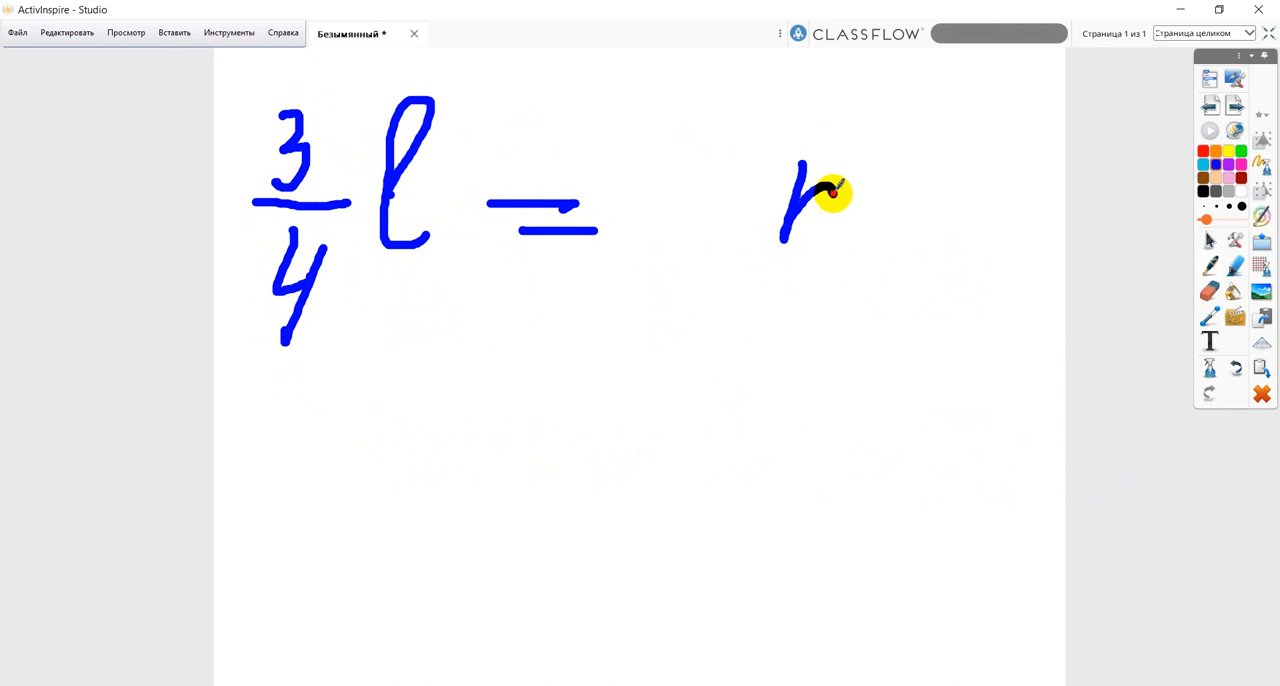 ActivInspire - Studio
Файл Редактировать Просмотр Вставить Инструменты Справка Безымянный * CLASSFLOW Страница 1 из 1 Страница целиком
3/4 l = r
T